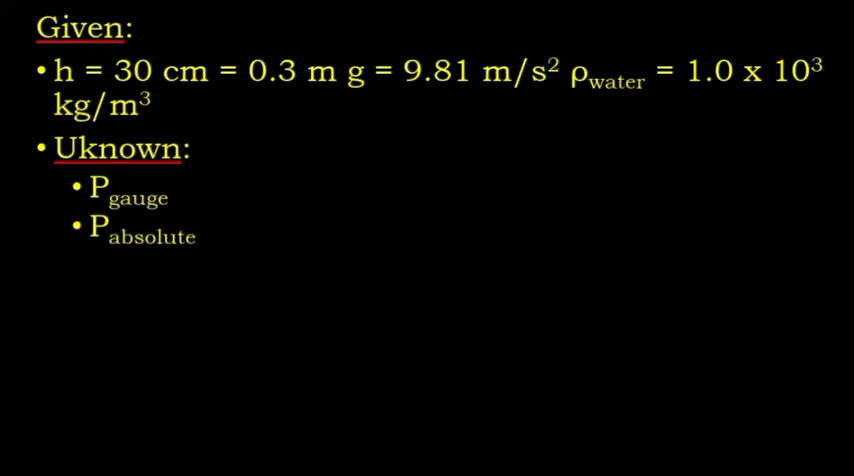 Given:
• h = 30 cm = 0.3 m g = 9.81 m/s² ρwater = 1.0 x 10³
kg/m³
• Uknown:
• Pgauge
• Pabsolute